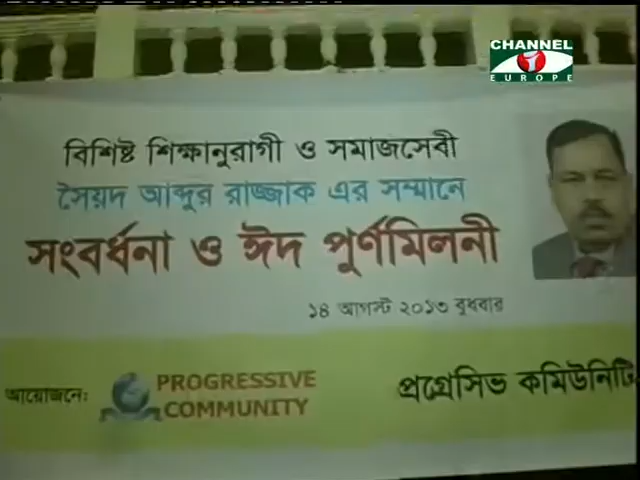 CHANNEL
i
EUROPE
বিশিষ্ট শিক্ষানুরাগী ও সমাজসেবী
সৈয়দ আব্দুর রাজ্জাক এর সম্মানে
সংবর্ধনা ও ঈদ পুর্ণমিলনী
১৪ আগস্ট ২০১৩ বুধবার
আয়োজনে:
PROGRESSIVE
COMMUNITY
প্রগ্রেসিভ কমিউনিটি